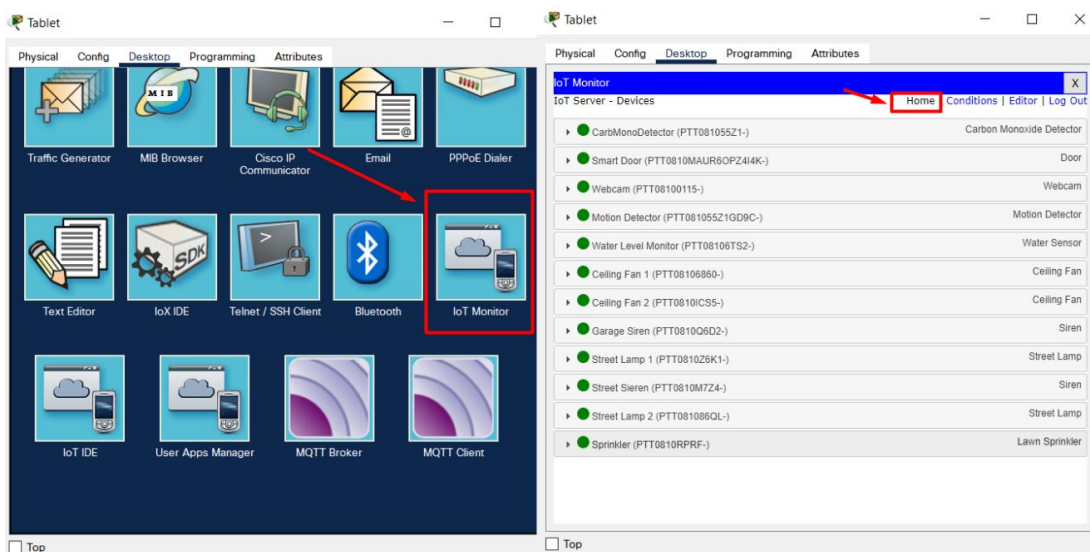 Tablet
Physical Config Desktop Programming Attributes
MIB
Traffic Generator
MIB Browser
Cisco IP
Communicator
Email
PPPoE Dialer
SDK
Text Editor
IoX IDE
Telnet / SSH Client
Bluetooth
IoT Monitor
IoT IDE
User Apps Manager
MQTT Broker
MQTT Client
Top
Tablet
Physical Config Desktop Programming Attributes
IoT Monitor X
IoT Server - Devices Home Conditions | Editor | Log Out
CarbMonoDetector (PTT081055Z1-) Carbon Monoxide Detector
Smart Door (PTT0810MAUR6OPZ4I4K-) Door
Webcam (PTT08100115-) Webcam
Motion Detector (PTT081055Z1GD9C-) Motion Detector
Water Level Monitor (PTT08106TS2-) Water Sensor
Ceiling Fan 1 (PTT08106860-) Ceiling Fan
Ceiling Fan 2 (PTT0810ICS5-) Ceiling Fan
Garage Siren (PTT0810Q6D2-) Siren
Street Lamp 1 (PTT0810Z6K1-) Street Lamp
Street Sieren (PTT0810M7Z4-) Siren
Street Lamp 2 (PTT081086QL-) Street Lamp
Sprinkler (PTT0810RPRF-) Lawn Sprinkler
Top